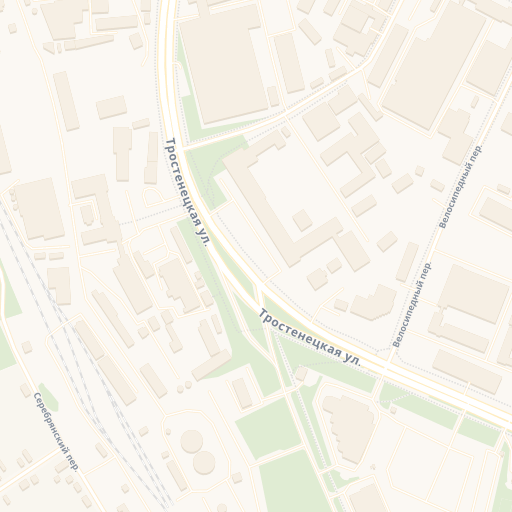 Тростенецкая ул.
Велосипедный пер.
Велосипедный пер.
Тростенецкая ул.
Серебрянский пер.